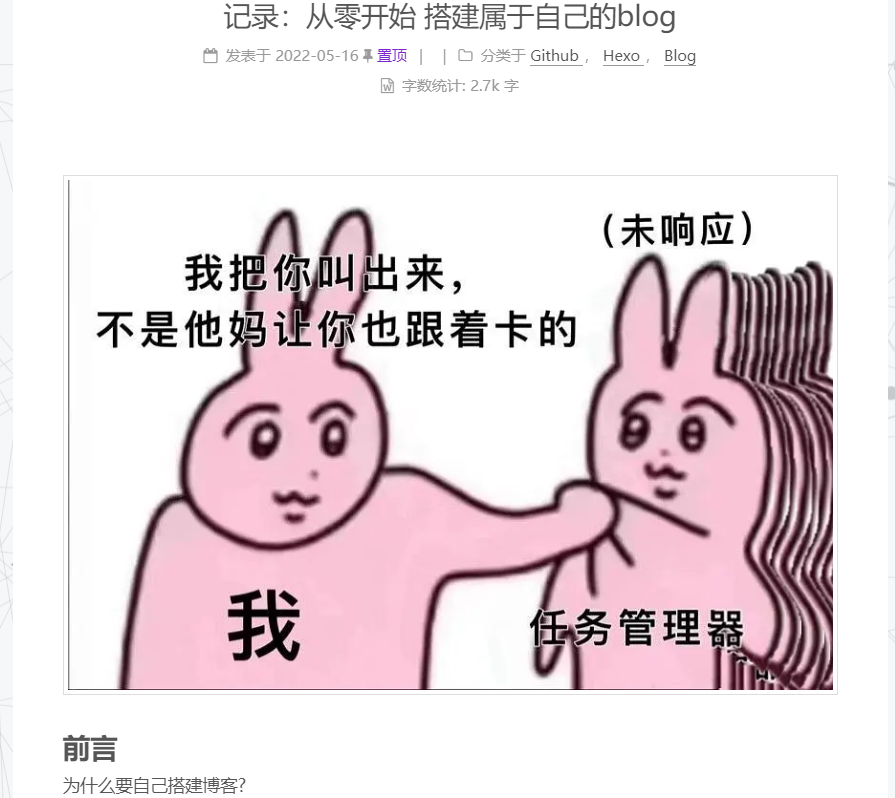 记录：从零开始 搭建属于自己的blog
发表于 2022-05-16 置顶 | | 分类于 Github , Hexo , Blog
字数统计: 2.7k 字
（未响应）
我把你叫出来，
不是他妈让你也跟着卡的
我
任务管理器
前言
为什么要自己搭建博客?